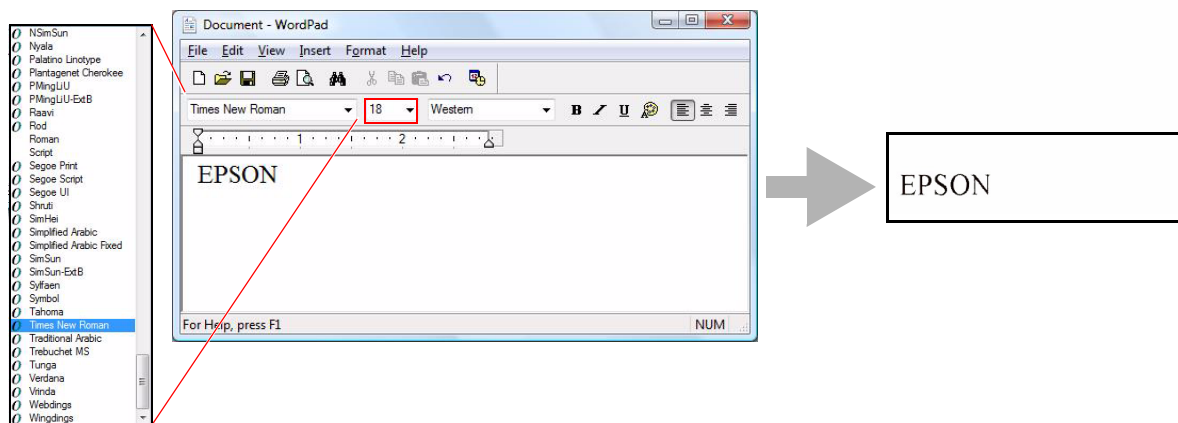 NSimSun
Nyala
Palatino Linotype
Plantagenet Cherokee
PMingLiU
PMingLiU-ExtB
Raavi
Rod
Roman
Script
Segoe Print
Segoe Script
Segoe UI
Shruti
SimHei
Simplified Arabic
Simplified Arabic Fixed
SimSun
SimSun-ExtB
Sylfaen
Symbol
Tahoma
Times New Roman
Traditional Arabic
Trebuchet MS
Tunga
Verdana
Vrinda
Webdings
Wingdings
Document - WordPad
File Edit View Insert Format Help
Times New Roman 18 Western B / U
1 2
EPSON
For Help, press F1 NUM
EPSON